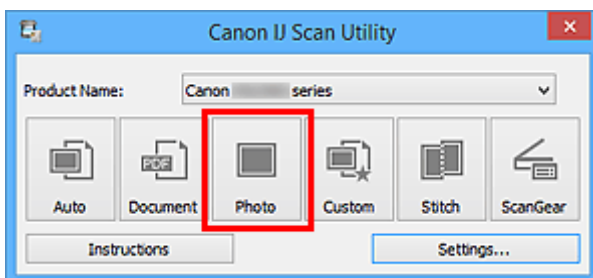 Canon IJ Scan Utility
Product Name: Canon series
PDF
Auto Document Photo Custom Stitch ScanGear
Instructions Settings...